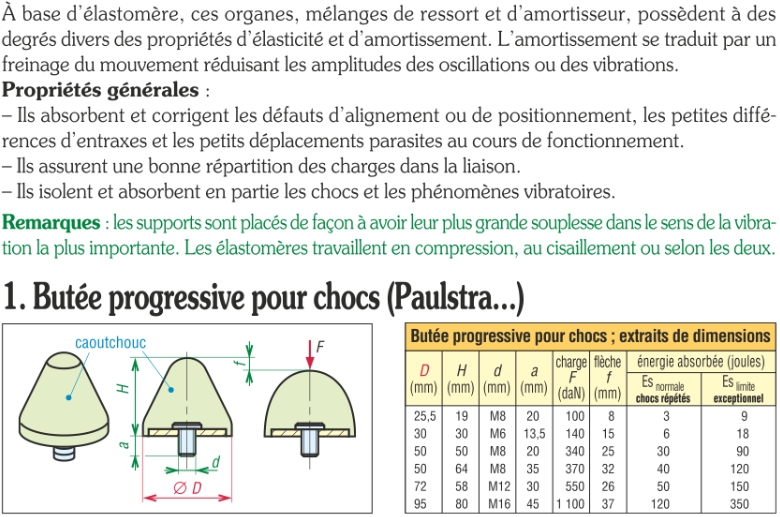 À base d'élastomère, ces organes, mélanges de ressort et d'amortisseur, possèdent à des
degrés divers des propriétés d'élasticité et d'amortissement. L'amortissement se traduit par un
freinage du mouvement réduisant les amplitudes des oscillations ou des vibrations.
Propriétés générales :
– Ils absorbent et corrigent les défauts d'alignement ou de positionnement, les petites diffé-
rences d'entraxes et les petits déplacements parasites au cours de fonctionnement.
– Ils assurent une bonne répartition des charges dans la liaison.
– Ils isolent et absorbent en partie les chocs et les phénomènes vibratoires.
Remarques : les supports sont placés de façon à avoir leur plus grande souplesse dans le sens de la vibra-
tion la plus importante. Les élastomères travaillent en compression, au cisaillement ou selon les deux.
1. Butée progressive pour chocs (Paulstra...)
caoutchouc
H
a
d
Ø D
f
F
Butée progressive pour chocs ; extraits de dimensions
D (mm) H (mm) d (mm) a (mm) charge F (daN) flèche f (mm) énergie absorbée (joules)
Es normale chocs répétés Es limite exceptionnel
25,5 19 M8 20 100 8 3 9
30 30 M6 13,5 140 15 6 18
50 50 M8 20 340 25 30 90
50 64 M8 35 370 32 40 120
72 58 M12 30 550 26 50 150
95 80 M16 45 1 100 37 120 350